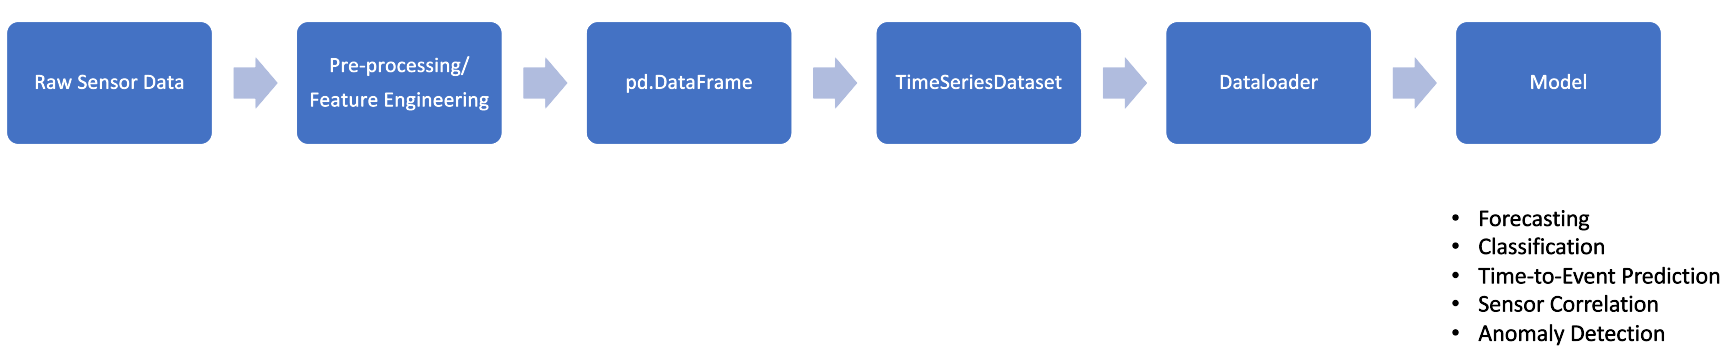 Raw Sensor Data
Pre-processing/
Feature Engineering
pd.DataFrame
TimeSeriesDataset
Dataloader
Model
• Forecasting
• Classification
• Time-to-Event Prediction
• Sensor Correlation
• Anomaly Detection